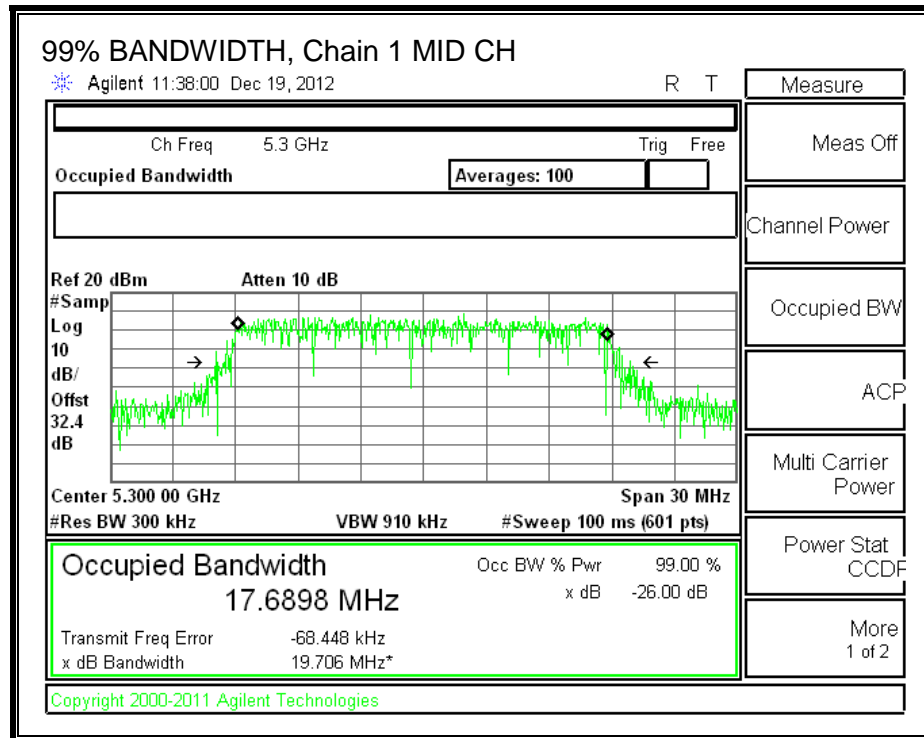 99% BANDWIDTH, Chain 1 MID CH
Agilent 11:38:00 Dec 19, 2012 R T
Measure
Ch Freq 5.3 GHz Trig Free
Meas Off
Occupied Bandwidth Averages: 100
Channel Power
Ref 20 dBm Atten 10 dB
#Samp
Log
10
dB/
Offst
32.4
dB
Occupied BW
ACP
Multi Carrier
Power
Center 5.300 00 GHz Span 30 MHz
#Res BW 300 kHz VBW 910 kHz #Sweep 100 ms (601 pts)
Power Stat
CCDF
Occupied Bandwidth Occ BW % Pwr 99.00 %
17.6898 MHz x dB -26.00 dB
Transmit Freq Error -68.448 kHz
x dB Bandwidth 19.706 MHz*
More
1 of 2
Copyright 2000-2011 Agilent Technologies